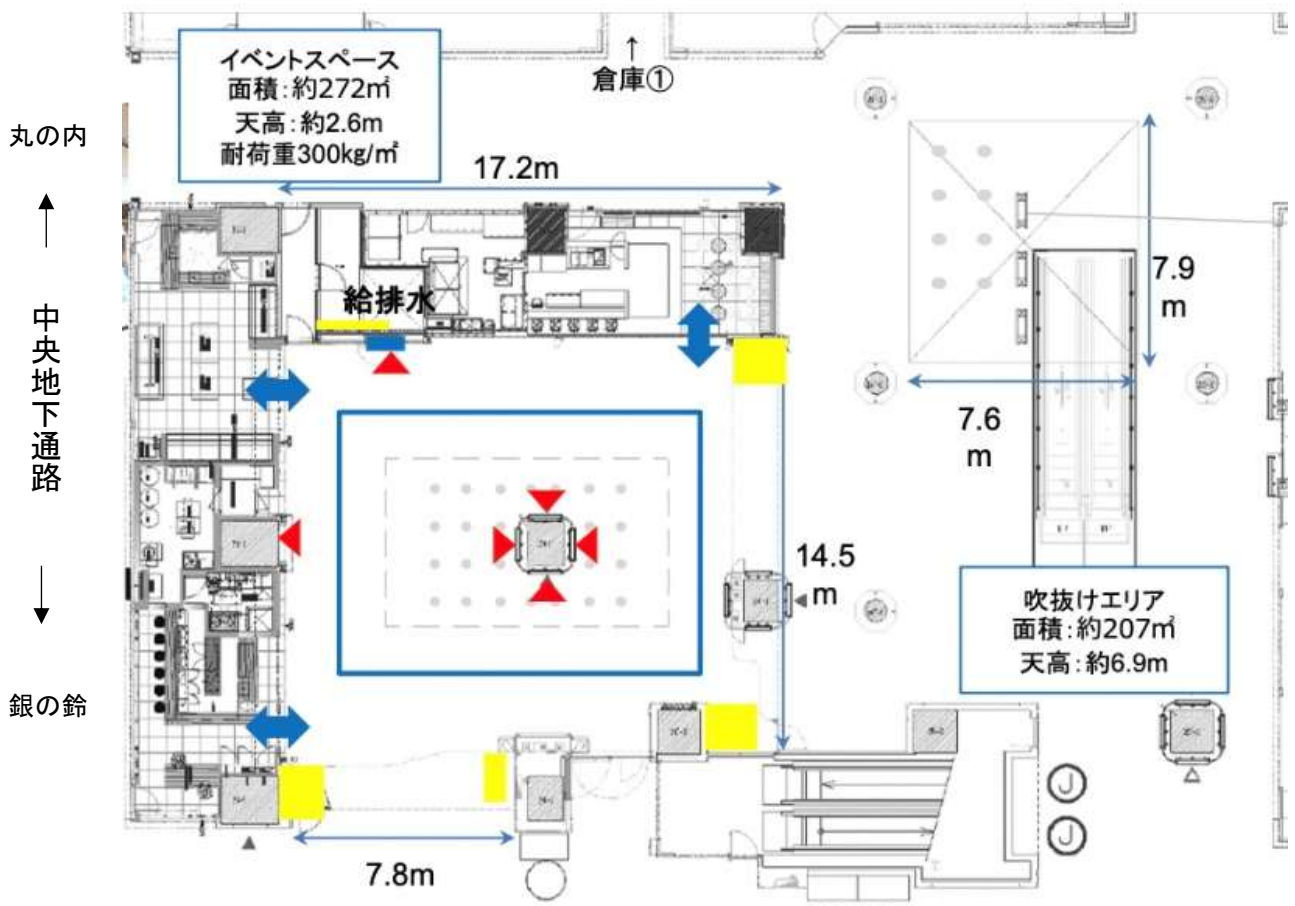 イベントスペース
面積：約272㎡
天高：約2.6m
耐荷重300kg/㎡
↑
倉庫①
丸の内
17.2m
7.9
m
給排水
中央地下通路
7.6
m
14.5
m
吹抜けエリア
面積：約207㎡
天高：約6.9m
銀の鈴
J
J
7.8m